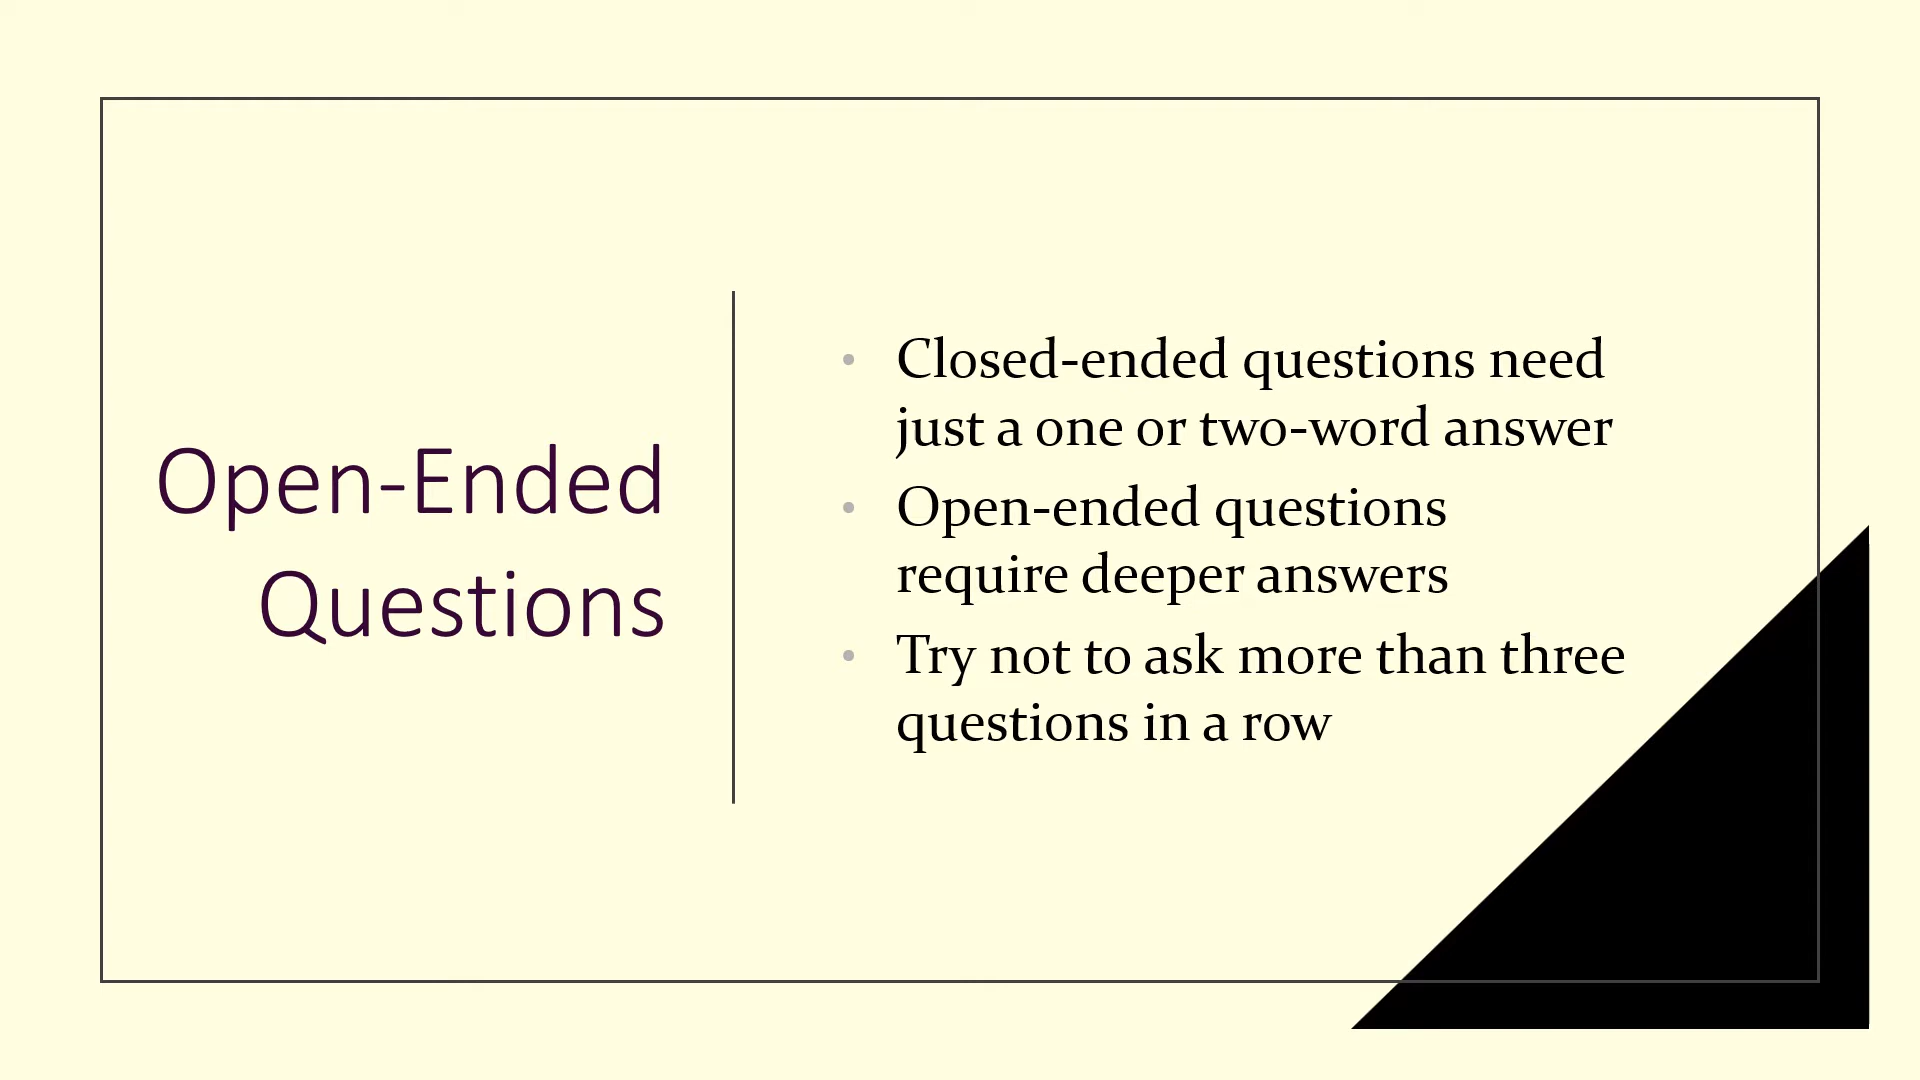 Open-Ended
Questions
• Closed-ended questions need
just a one or two-word answer
• Open-ended questions
require deeper answers
• Try not to ask more than three
questions in a row